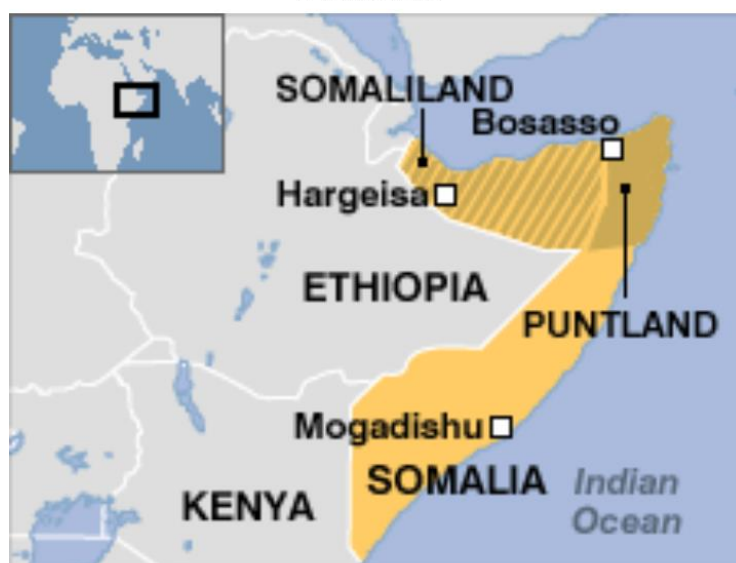 SOMALILAND
Bosasso
Hargeisa
ETHIOPIA
PUNTLAND
Mogadishu
SOMALIA
KENYA
Indian
Ocean